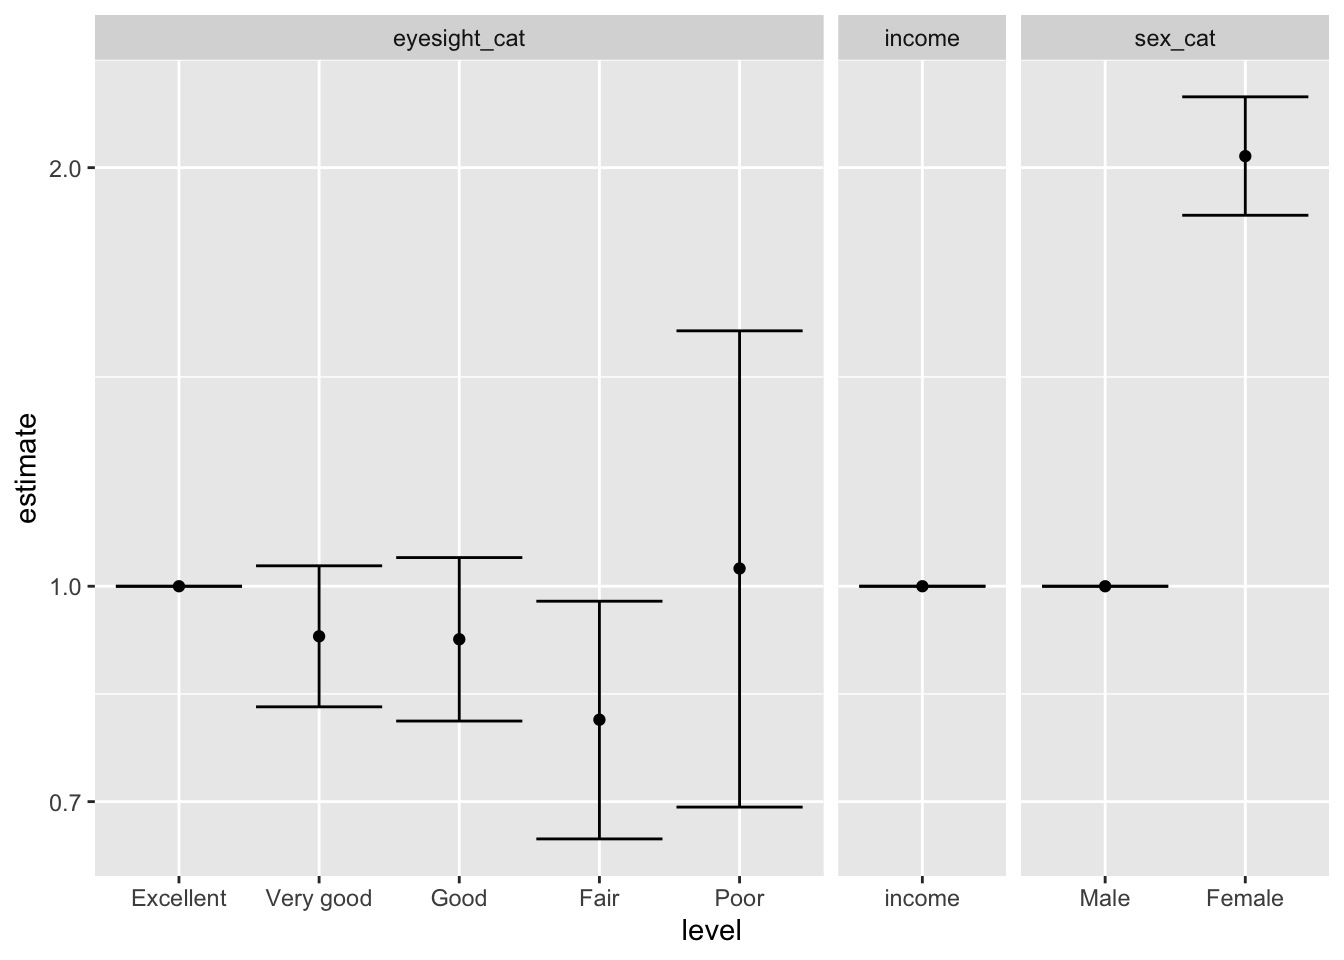 eyesight_cat income sex_cat
2.0
1.0
0.7
estimate
Excellent Very good Good Fair Poor income Male Female
level